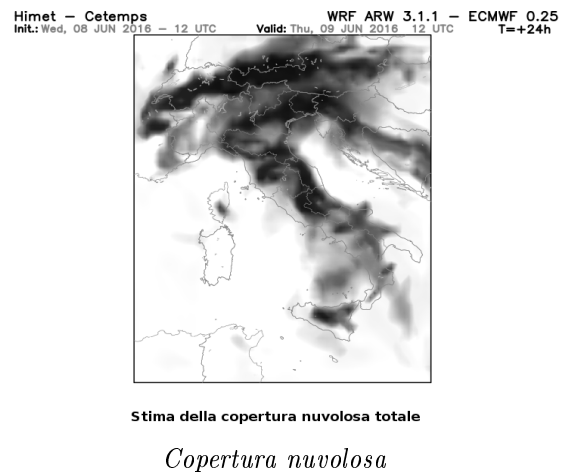 Himet – Cetemps WRF ARW 3.1.1 – ECMWF 0.25
Init.: Wed, 08 JUN 2016 – 12 UTC Valid: Thu, 09 JUN 2016 12 UTC T=+24h
Stima della copertura nuvolosa totale
Copertura nuvolosa